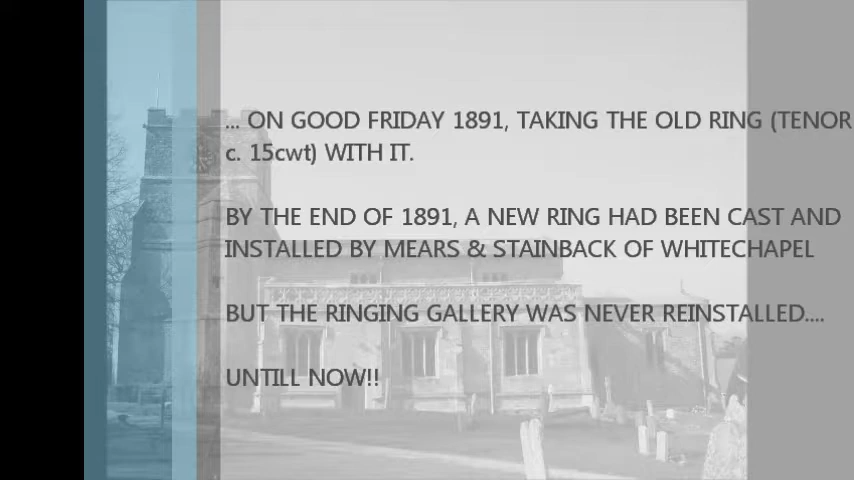 ... ON GOOD FRIDAY 1891, TAKING THE OLD RING (TENOR
c. 15cwt) WITH IT.
BY THE END OF 1891, A NEW RING HAD BEEN CAST AND
INSTALLED BY MEARS & STAINBACK OF WHITECHAPEL
BUT THE RINGING GALLERY WAS NEVER REINSTALLED....
UNTILL NOW!!